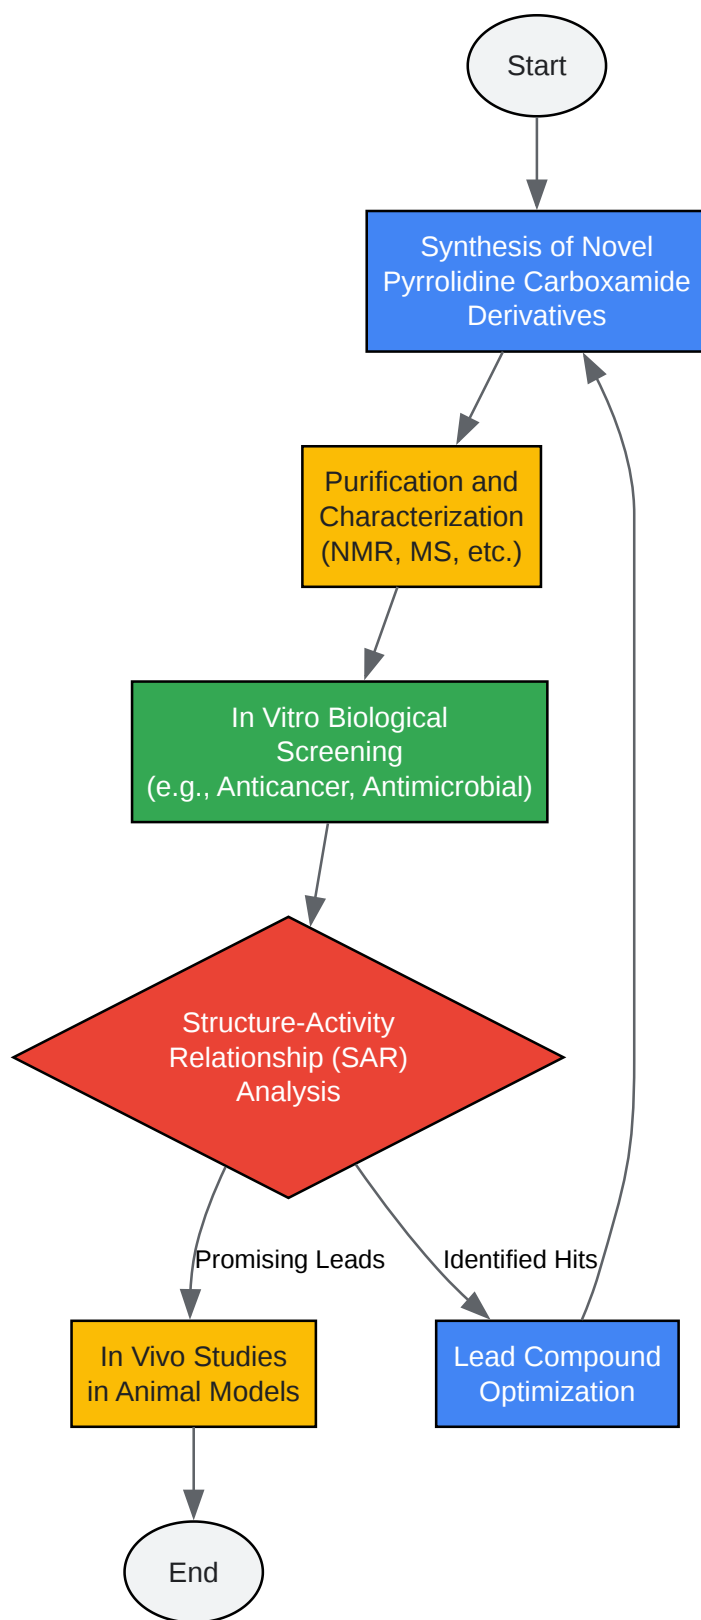 Start
Synthesis of Novel
Pyrrolidine Carboxamide
Derivatives
Purification and
Characterization
(NMR, MS, etc.)
In Vitro Biological
Screening
(e.g., Anticancer, Antimicrobial)
Structure-Activity
Relationship (SAR)
Analysis
Promising Leads
Identified Hits
In Vivo Studies
in Animal Models
Lead Compound
Optimization
End